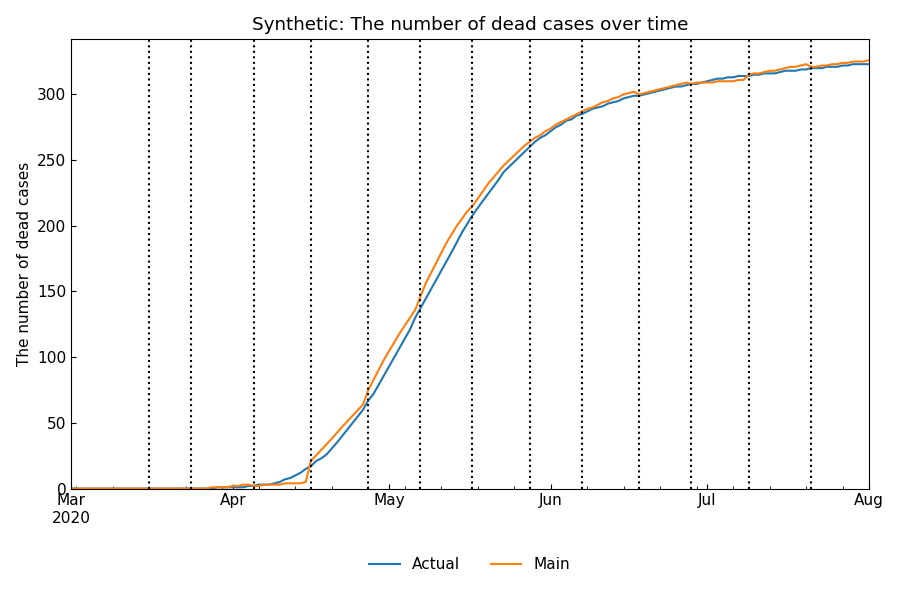 Synthetic: The number of dead cases over time
The number of dead cases
300
250
200
150
100
50
0
Mar Apr May Jun Jul Aug
2020
Actual Main